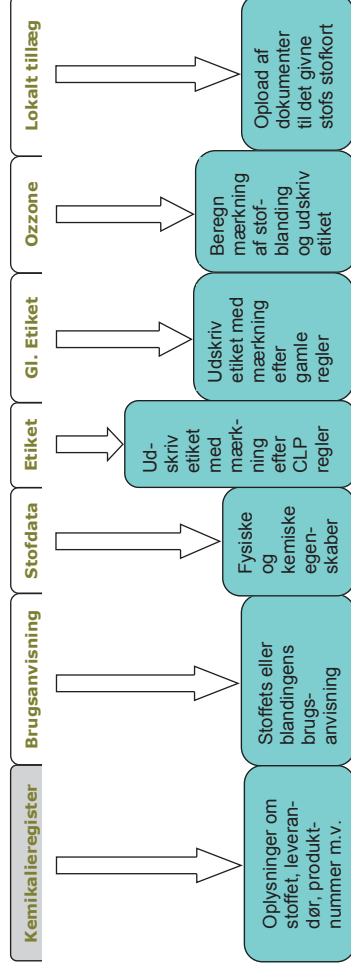 Kemikalieregister
Brugsanvisning
Stofdata
Etiket
Gl. Etiket
Ozzone
Lokalt tillæg
Oplysninger om
stoffet, leveran-
dør, produkt-
nummer m.v.
Stoffets eller
blandingens
brugs-
anvisning
Fysiske
og
kemiske
egen-
skaber
Ud-
skriv
etiket
med
mærk-
ning
efter
CLP
regler
Udskriv
etiket med
mærkning
efter
gamle
regler
Beregn
mærkning
af stof-
blanding
og udskriv
etiket
Opload af
dokumenter
til det givne
stofs stofkort